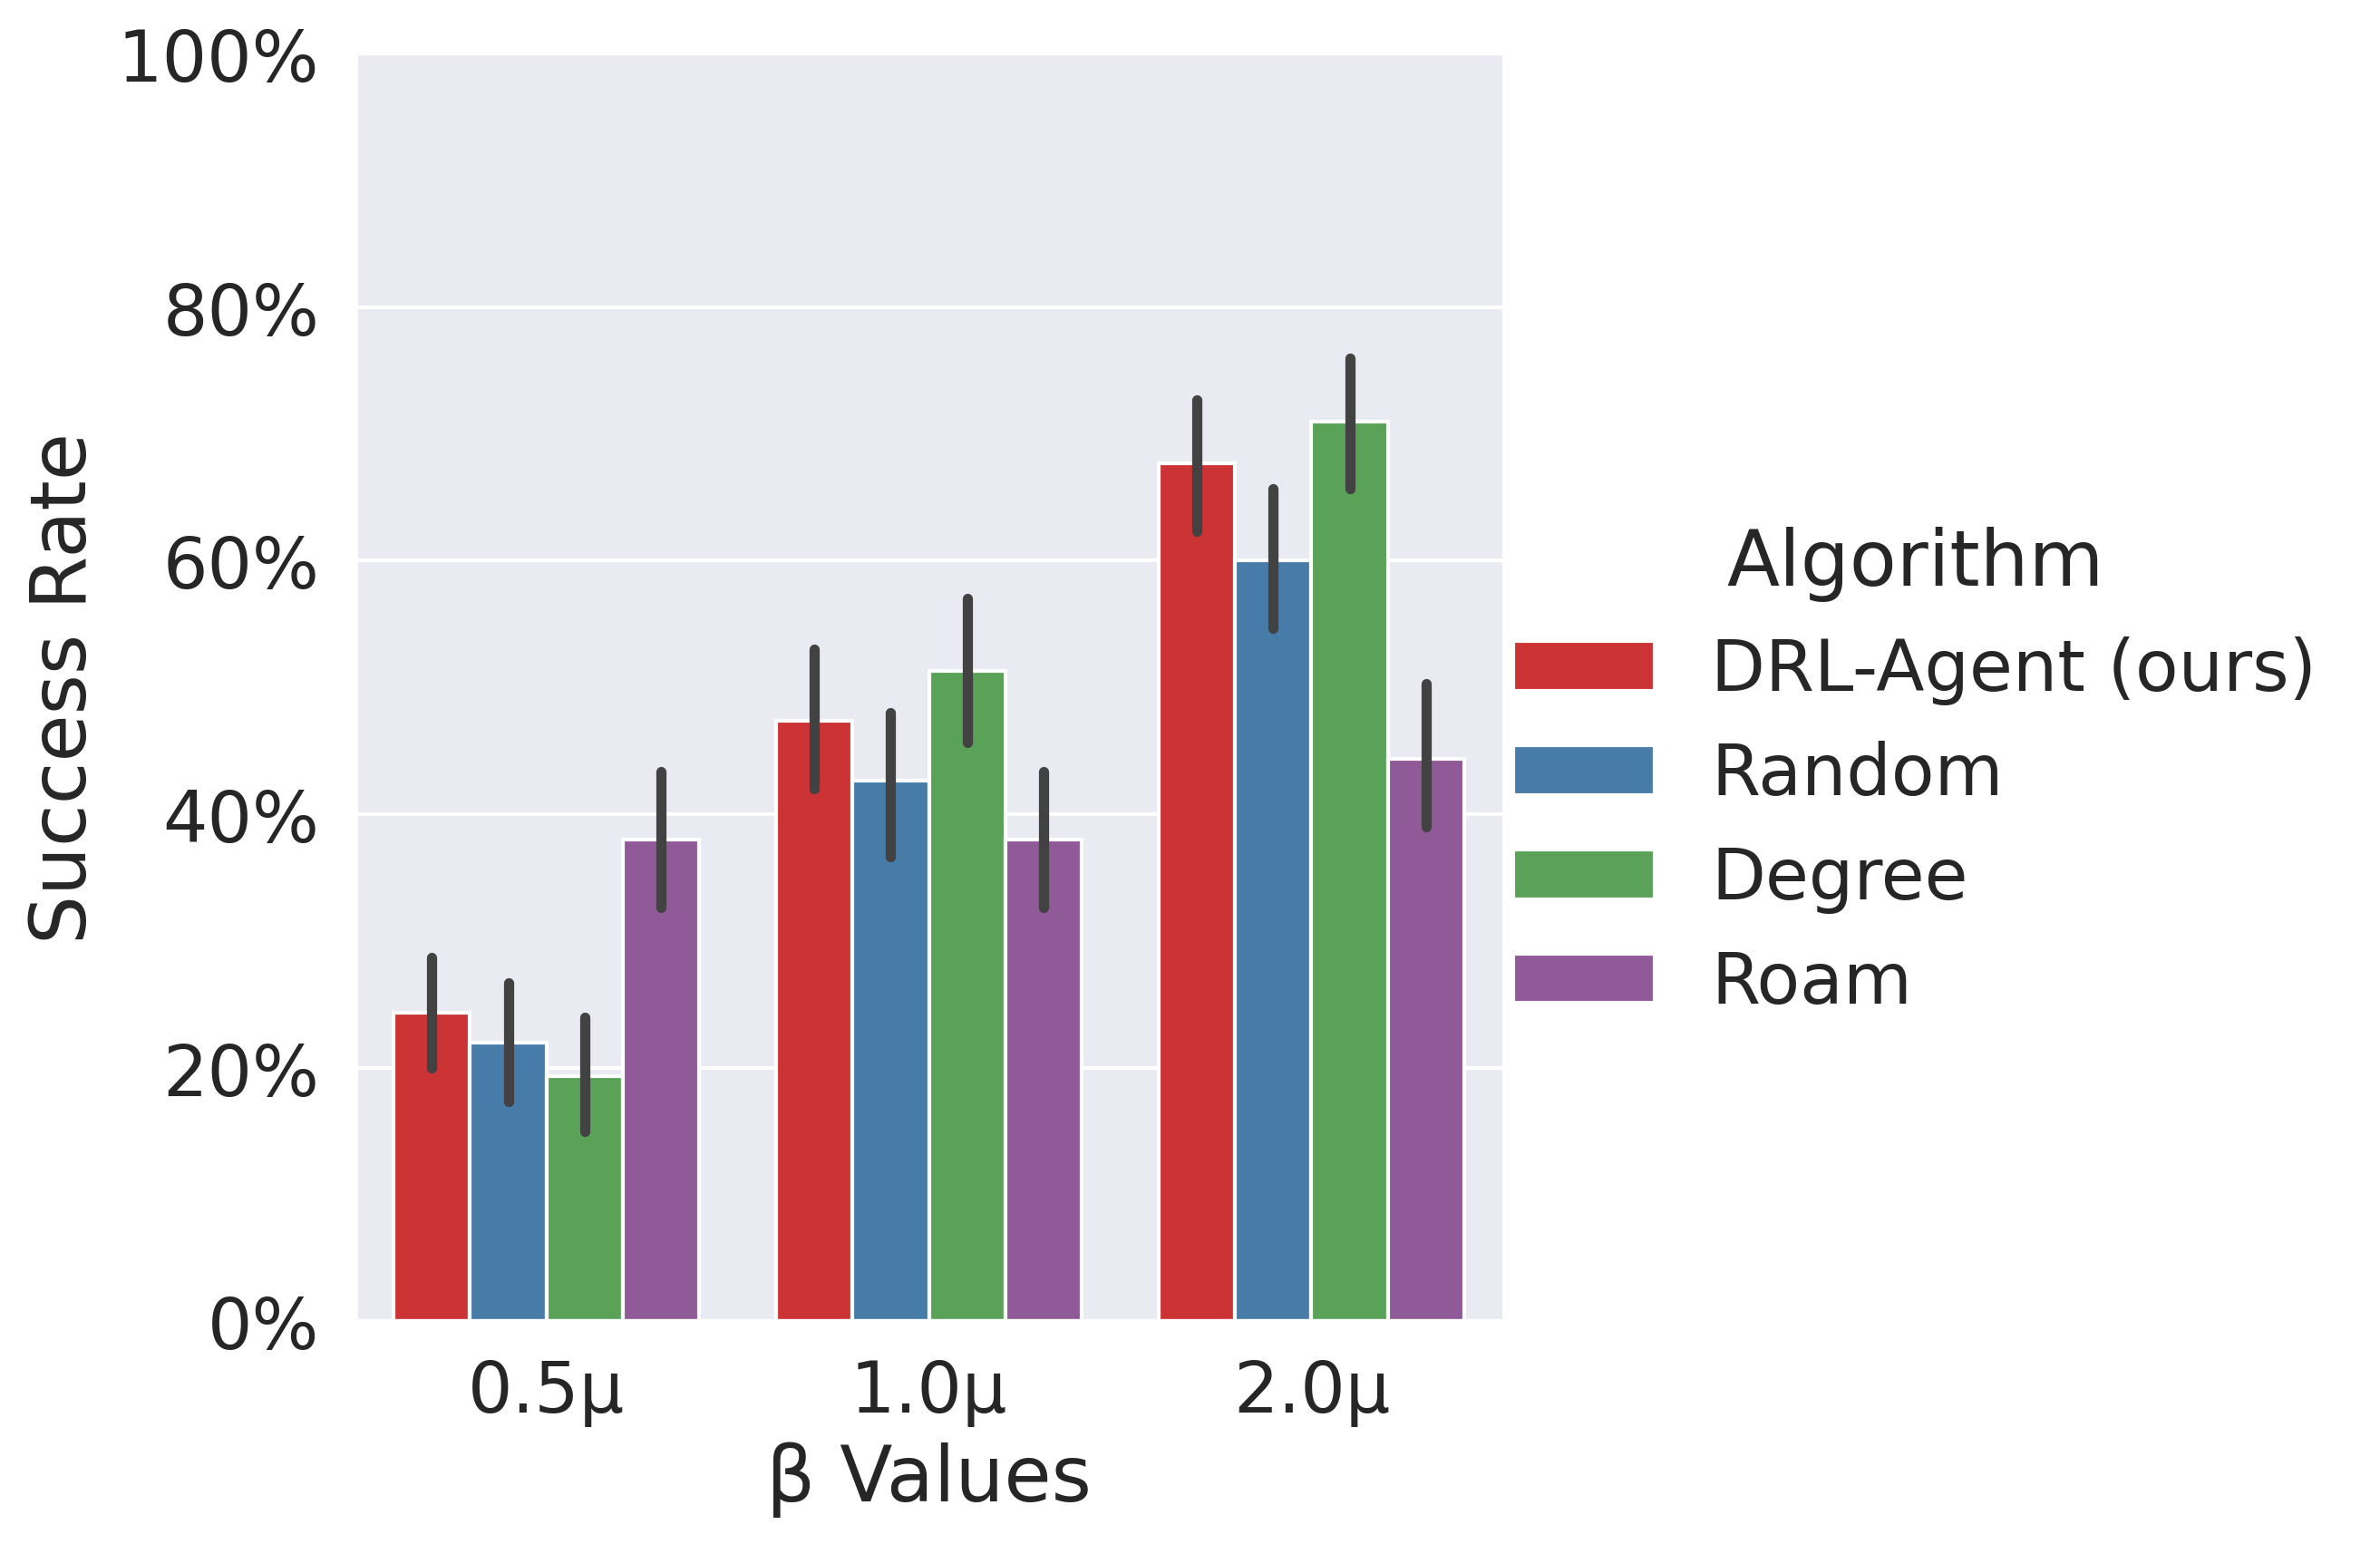 100%
80%
60%
40%
20%
0%
Success Rate
0.5µ
1.0µ
2.0µ
β Values
Algorithm
DRL-Agent (ours)
Random
Degree
Roam